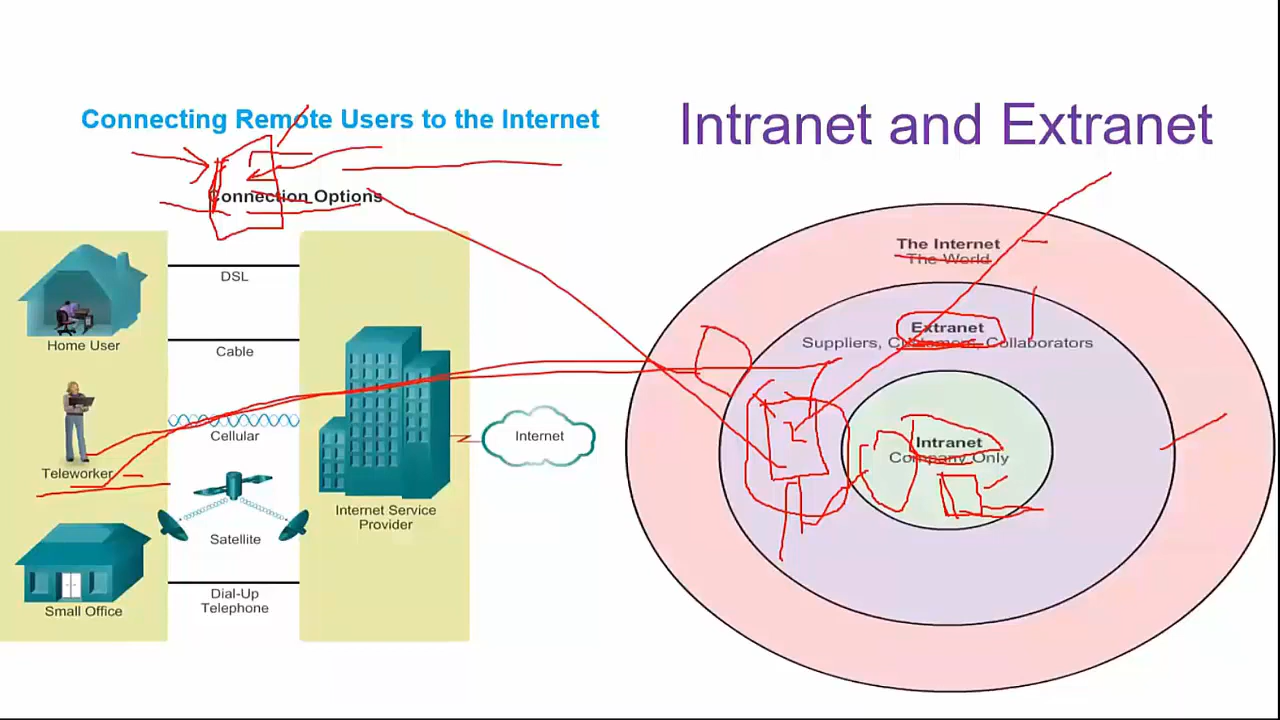 Connecting Remote Users to the Internet
Connection Options
Home User
Teleworker
Small Office
DSL
Cable
Cellular
Satellite
Dial-Up
Telephone
Internet Service
Provider
Internet
Intranet and Extranet
The Internet
The World
Extranet
Suppliers, Customers, Collaborators
Intranet
Company Only